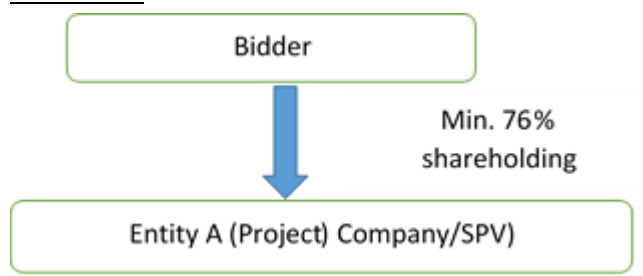 Bidder
Min. 76%
shareholding
Entity A (Project) Company/SPV)